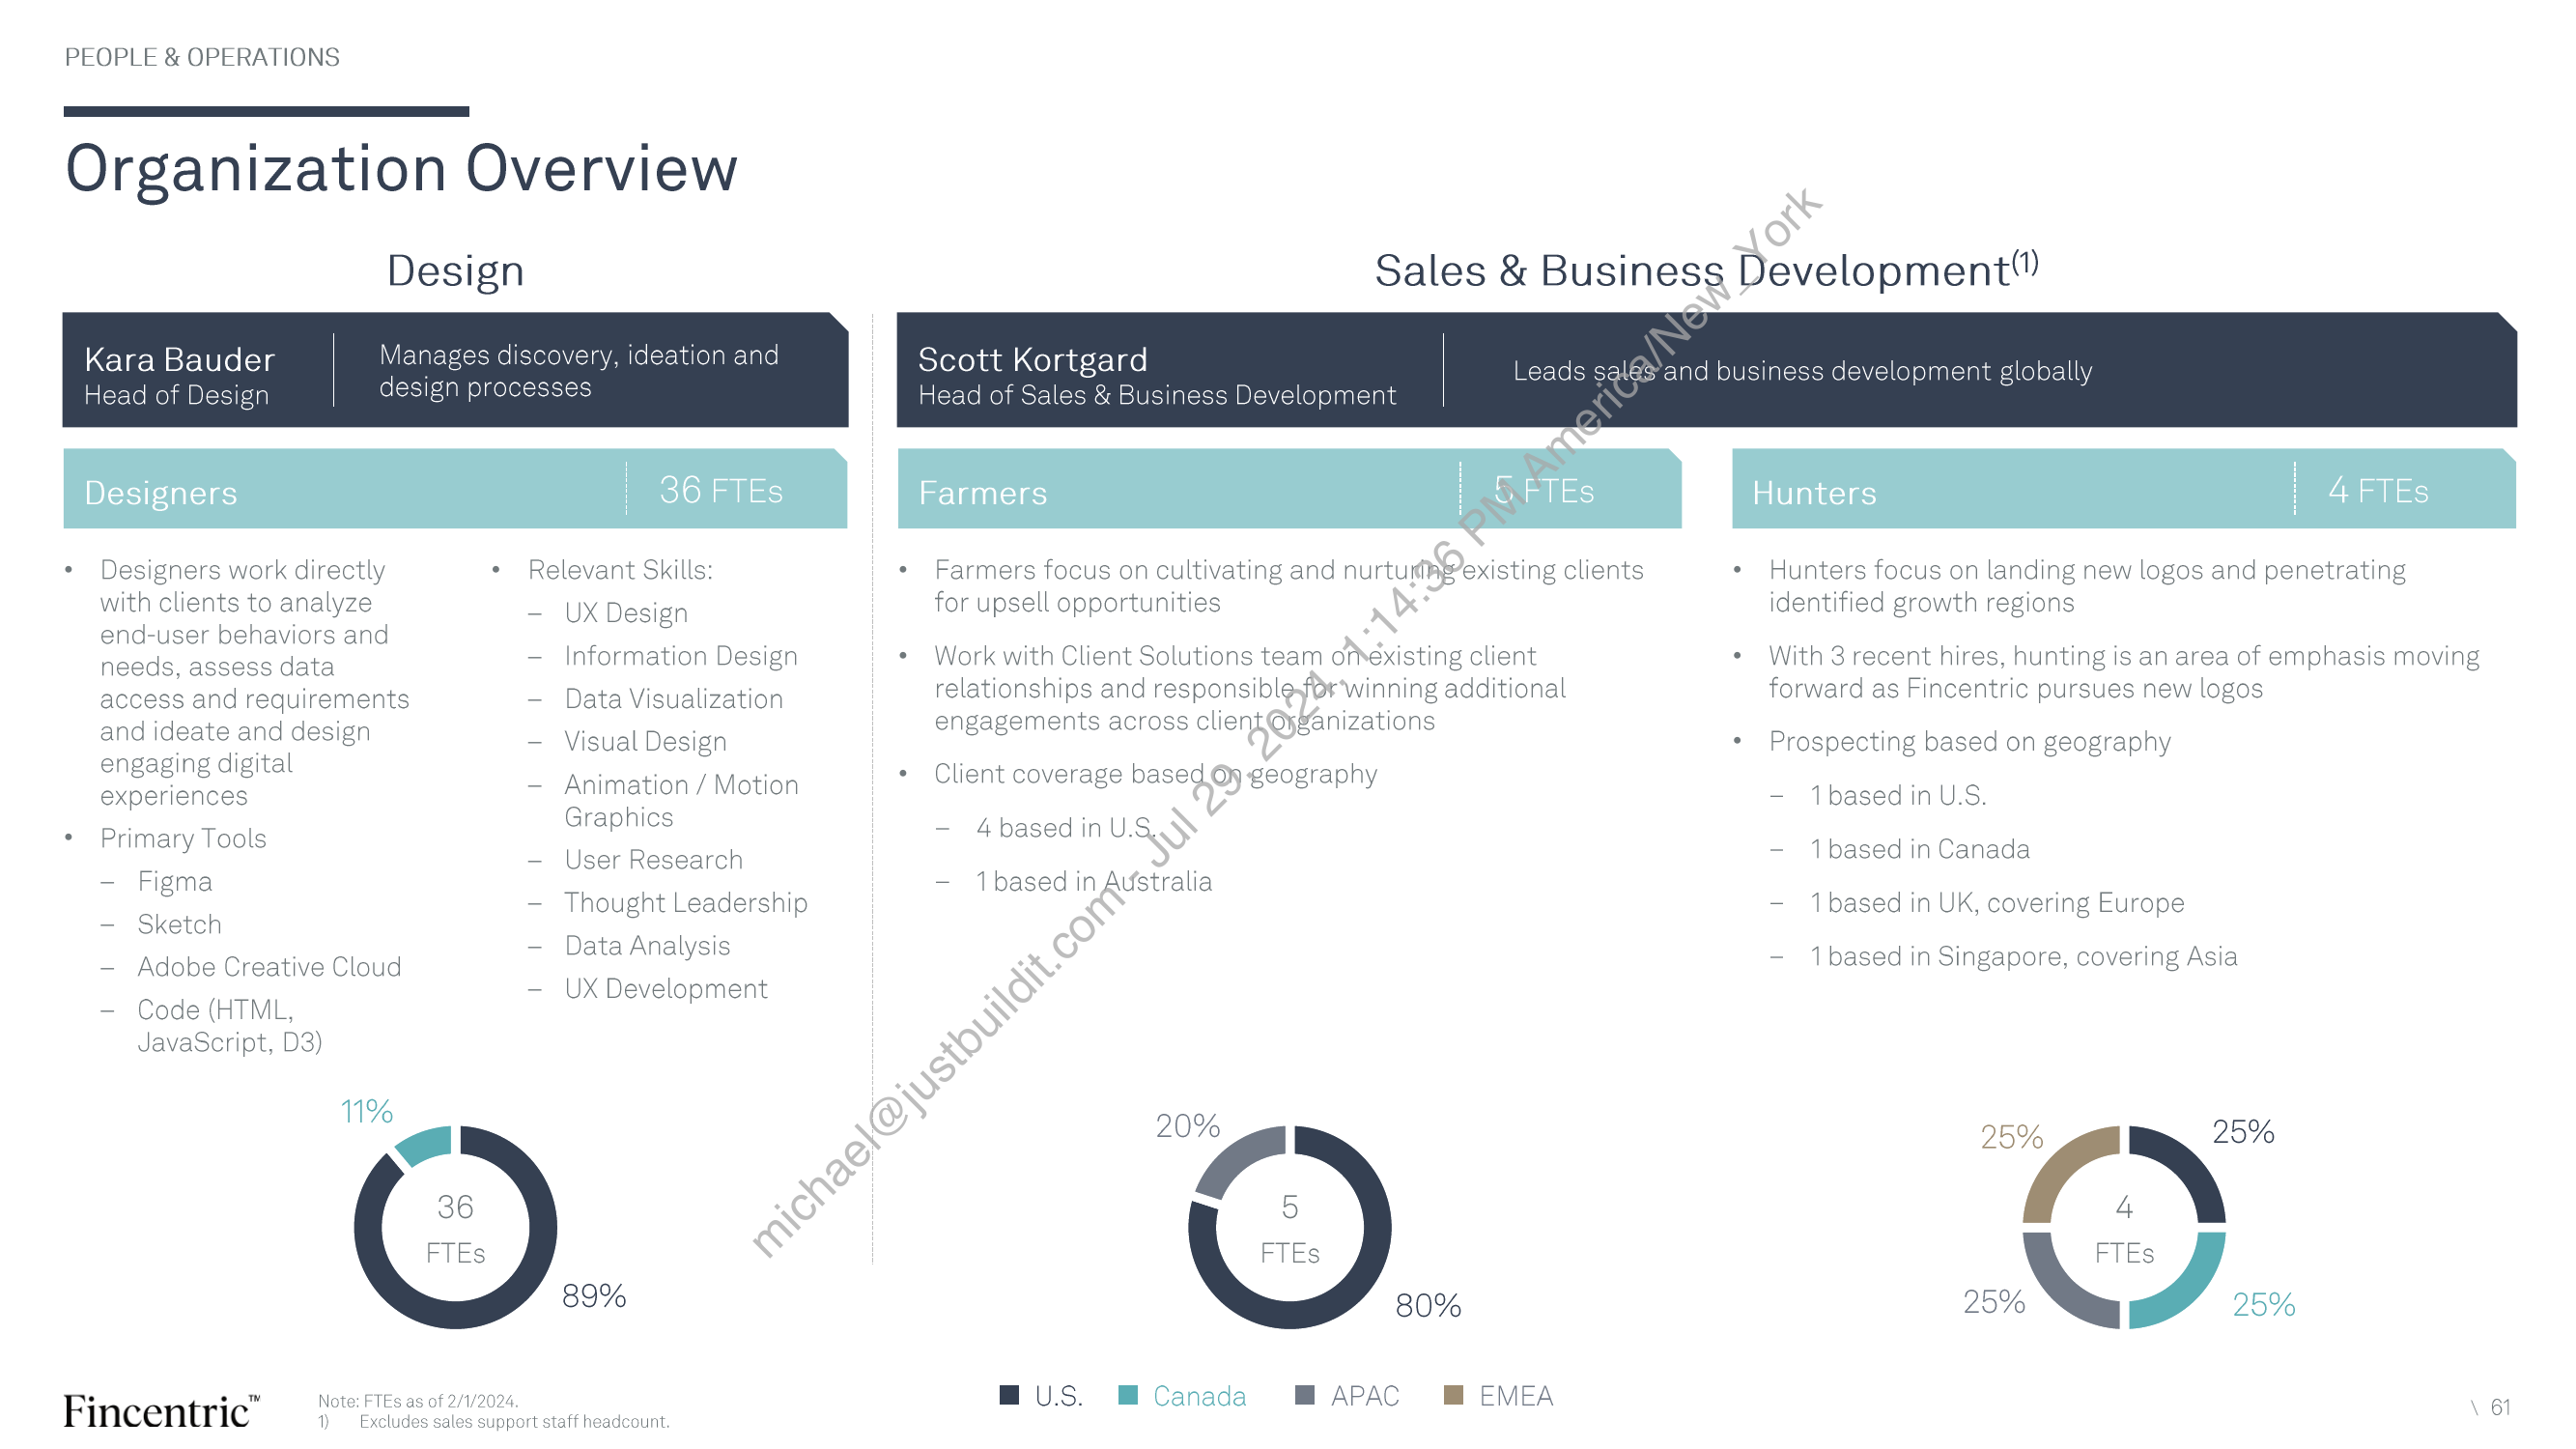 PEOPLE & OPERATIONS
Organization Overview
Design
Kara Bauder
Head of Design
Manages discovery, ideation and
design processes
Designers
36 FTEs
• Designers work directly
with clients to analyze
end-user behaviors and
needs, assess data
access and requirements
and ideate and design
engaging digital
experiences
• Primary Tools
– Figma
– Sketch
– Adobe Creative Cloud
– Code (HTML,
JavaScript, D3)
• Relevant Skills:
– UX Design
– Information Design
– Data Visualization
– Visual Design
– Animation / Motion
Graphics
– User Research
– Thought Leadership
– Data Analysis
– UX Development
11%
36
FTEs
89%
Sales & Business Development(1)
Scott Kortgard
Head of Sales & Business Development
Leads sales and business development globally
Farmers
5 FTEs
• Farmers focus on cultivating and nurturing existing clients
for upsell opportunities
• Work with Client Solutions team on existing client
relationships and responsible for winning additional
engagements across client organizations
• Client coverage based on geography
– 4 based in U.S.
– 1 based in Australia
20%
5
FTEs
80%
Hunters
4 FTEs
• Hunters focus on landing new logos and penetrating
identified growth regions
• With 3 recent hires, hunting is an area of emphasis moving
forward as Fincentric pursues new logos
• Prospecting based on geography
– 1 based in U.S.
– 1 based in Canada
– 1 based in UK, covering Europe
– 1 based in Singapore, covering Asia
25%
25%
4
FTEs
25%
25%
U.S.
Canada
APAC
EMEA
michael@justbuildit.com - Jul 29, 2024, 1:14:36 PM America/New_York
Fincentric™
Note: FTEs as of 2/1/2024.
1) Excludes sales support staff headcount.
\ 61